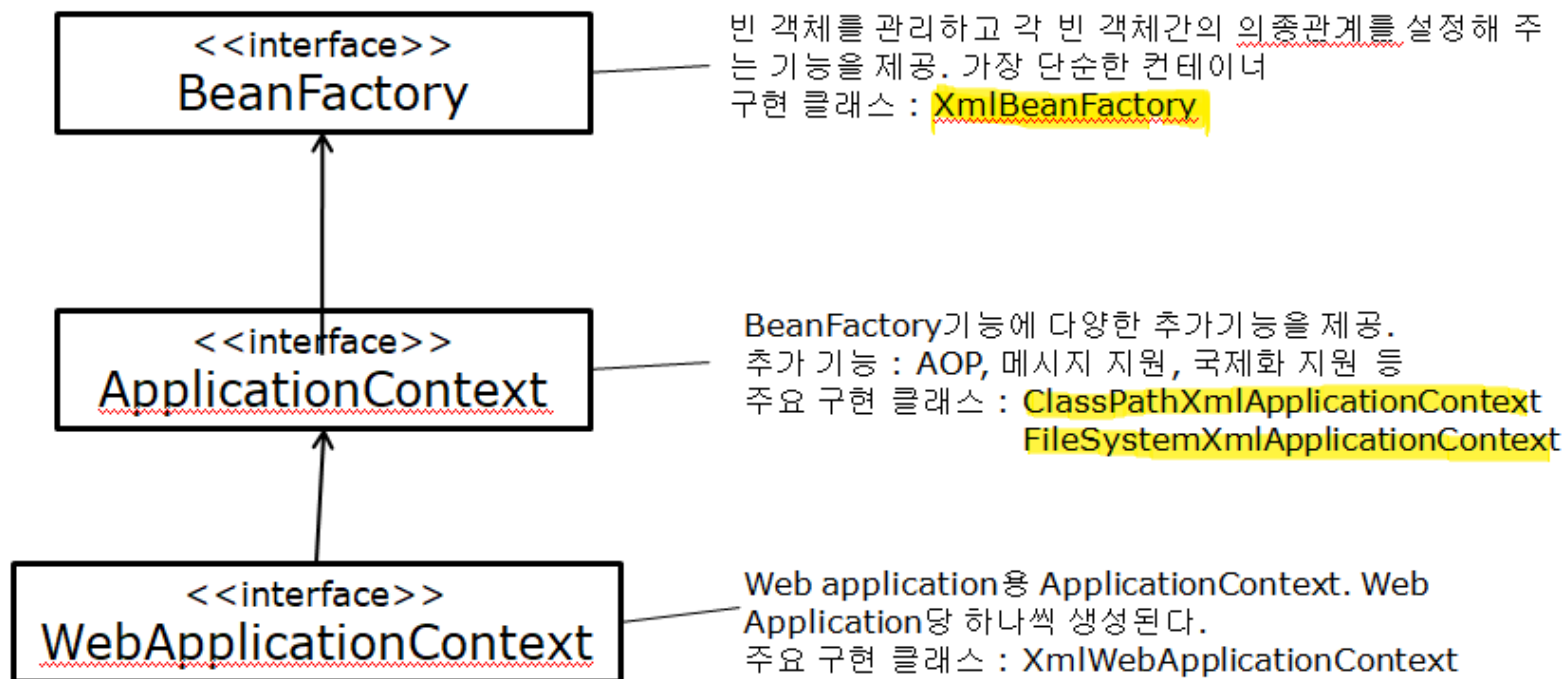 <<interface>>
BeanFactory
빈 객체를 관리하고 각 빈 객체간의 의종관계를 설정해 주
는 기능을 제공. 가장 단순한 컨테이너
구현 클래스 : XmlBeanFactory
<<interface>>
ApplicationContext
BeanFactory기능에 다양한 추가기능을 제공.
추가 기능 : AOP, 메시지 지원, 국제화 지원 등
주요 구현 클래스 : ClassPathXmlApplicationContext
FileSystemXmlApplicationContext
<<interface>>
WebApplicationContext
Web application용 ApplicationContext. Web
Application당 하나씩 생성된다.
주요 구현 클래스 : XmlWebApplicationContext